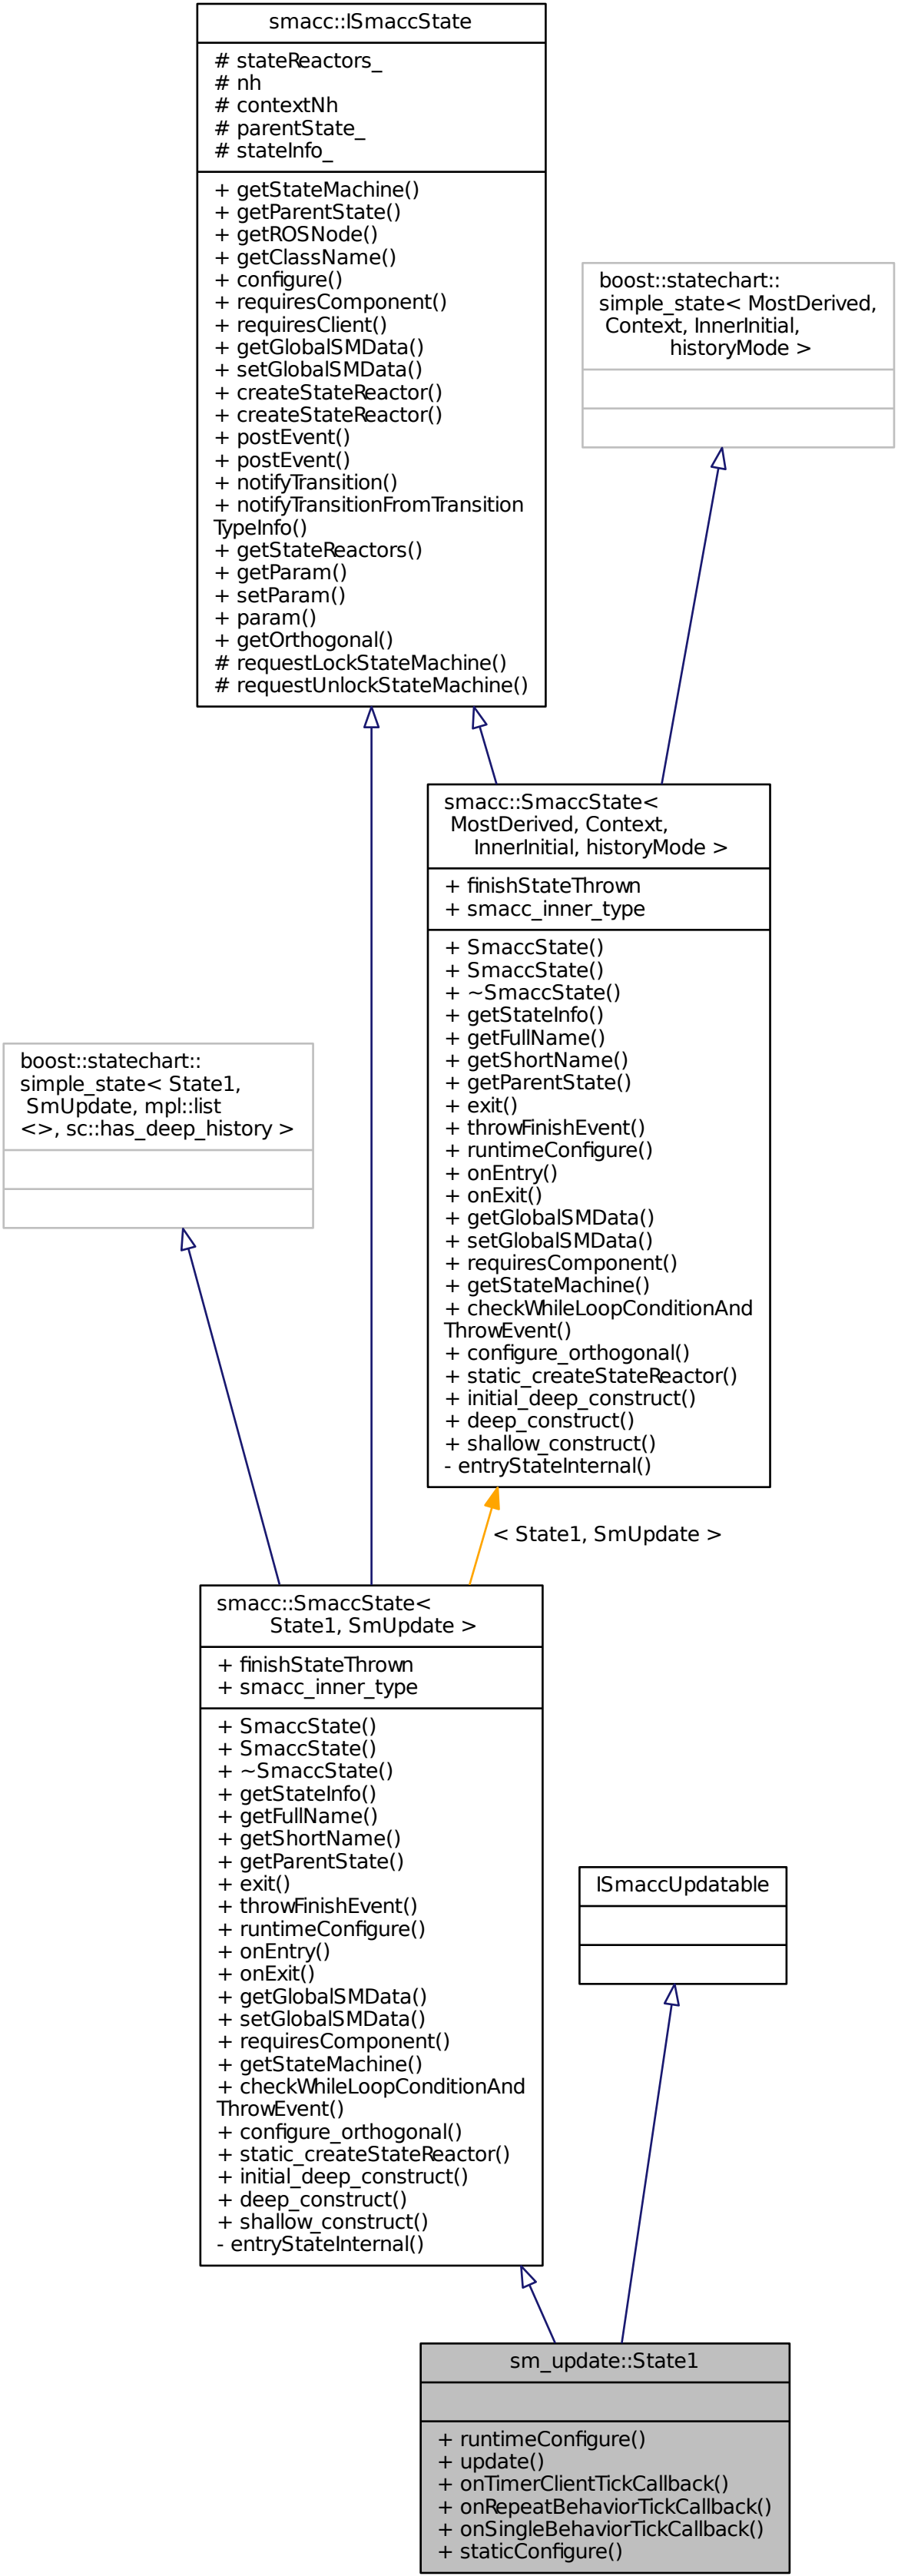 smacc::ISmaccState
# stateReactors_
# nh
# contextNh
# parentState_
# stateInfo_
+ getStateMachine()
+ getParentState()
+ getROSNode()
+ getClassName()
+ configure()
+ requiresComponent()
+ requiresClient()
+ getGlobalSMData()
+ setGlobalSMData()
+ createStateReactor()
+ createStateReactor()
+ postEvent()
+ postEvent()
+ notifyTransition()
+ notifyTransitionFromTransition
TypeInfo()
+ getStateReactors()
+ getParam()
+ setParam()
+ param()
+ getOrthogonal()
# requestLockStateMachine()
# requestUnlockStateMachine()
boost::statechart::
simple_state< MostDerived,
Context, InnerInitial,
historyMode >
smacc::SmaccState<
MostDerived, Context,
InnerInitial, historyMode >
+ finishStateThrown
+ smacc_inner_type
+ SmaccState()
+ SmaccState()
+ ~SmaccState()
+ getStateInfo()
+ getFullName()
+ getShortName()
+ getParentState()
+ exit()
+ throwFinishEvent()
+ runtimeConfigure()
+ onEntry()
+ onExit()
+ getGlobalSMData()
+ setGlobalSMData()
+ requiresComponent()
+ getStateMachine()
+ checkWhileLoopConditionAnd
ThrowEvent()
+ configure_orthogonal()
+ static_createStateReactor()
+ initial_deep_construct()
+ deep_construct()
+ shallow_construct()
- entryStateInternal()
boost::statechart::
simple_state< State1,
SmUpdate, mpl::list
<>, sc::has_deep_history >
< State1, SmUpdate >
smacc::SmaccState<
State1, SmUpdate >
+ finishStateThrown
+ smacc_inner_type
+ SmaccState()
+ SmaccState()
+ ~SmaccState()
+ getStateInfo()
+ getFullName()
+ getShortName()
+ getParentState()
+ exit()
+ throwFinishEvent()
+ runtimeConfigure()
+ onEntry()
+ onExit()
+ getGlobalSMData()
+ setGlobalSMData()
+ requiresComponent()
+ getStateMachine()
+ checkWhileLoopConditionAnd
ThrowEvent()
+ configure_orthogonal()
+ static_createStateReactor()
+ initial_deep_construct()
+ deep_construct()
+ shallow_construct()
- entryStateInternal()
ISmaccUpdatable
sm_update::State1
+ runtimeConfigure()
+ update()
+ onTimerClientTickCallback()
+ onRepeatBehaviorTickCallback()
+ onSingleBehaviorTickCallback()
+ staticConfigure()